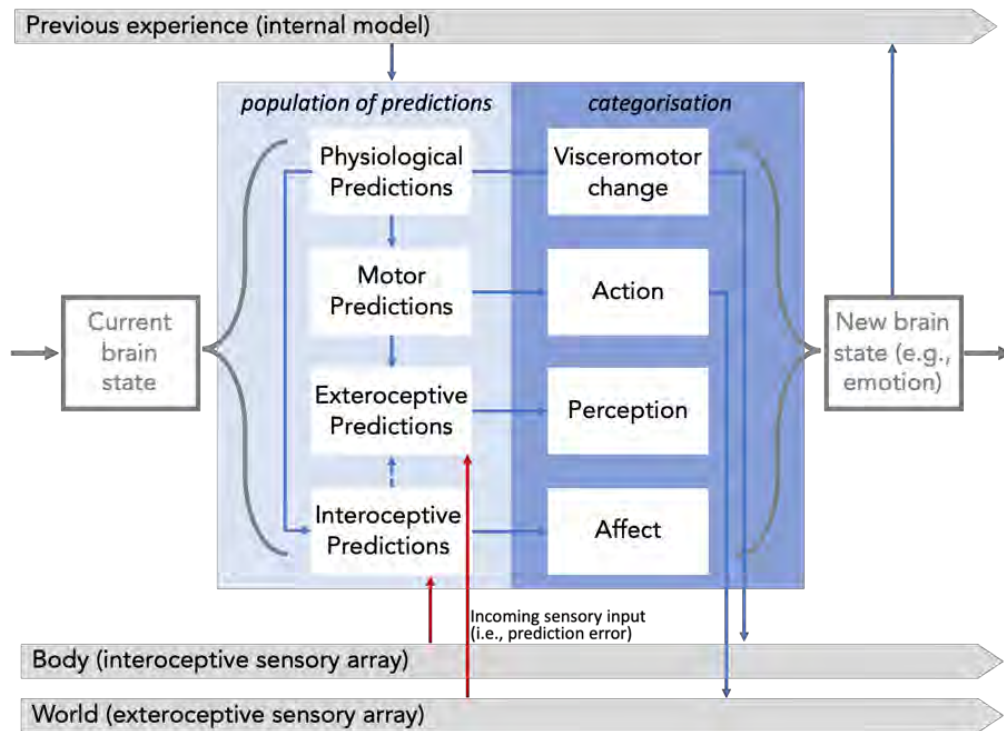 Previous experience (internal model)
population of predictions
categorisation
Physiological
Predictions
Visceromotor
change
Motor
Predictions
Action
Current
brain
state
New brain
state (e.g.,
emotion)
Exteroceptive
Predictions
Perception
Interoceptive
Predictions
Affect
Incoming sensory input
(i.e., prediction error)
Body (interoceptive sensory array)
World (exteroceptive sensory array)